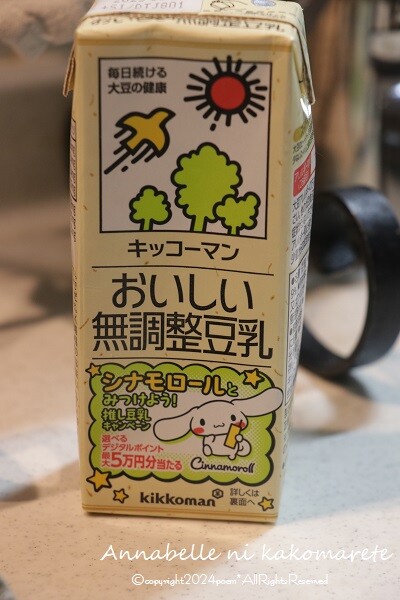 毎日続ける
大豆の健康
キッコーマン
おいしい
無調整豆乳
シナモロールと
みつけよう!
推し豆乳
キャンペーン
選べる
デジタルポイント
最大5万円分当たる
Cinnamoroll
kikkoman
詳しくは
裏面へ
Annabelle ni kakomarete
©copyright2024poem*AllRightsReserved